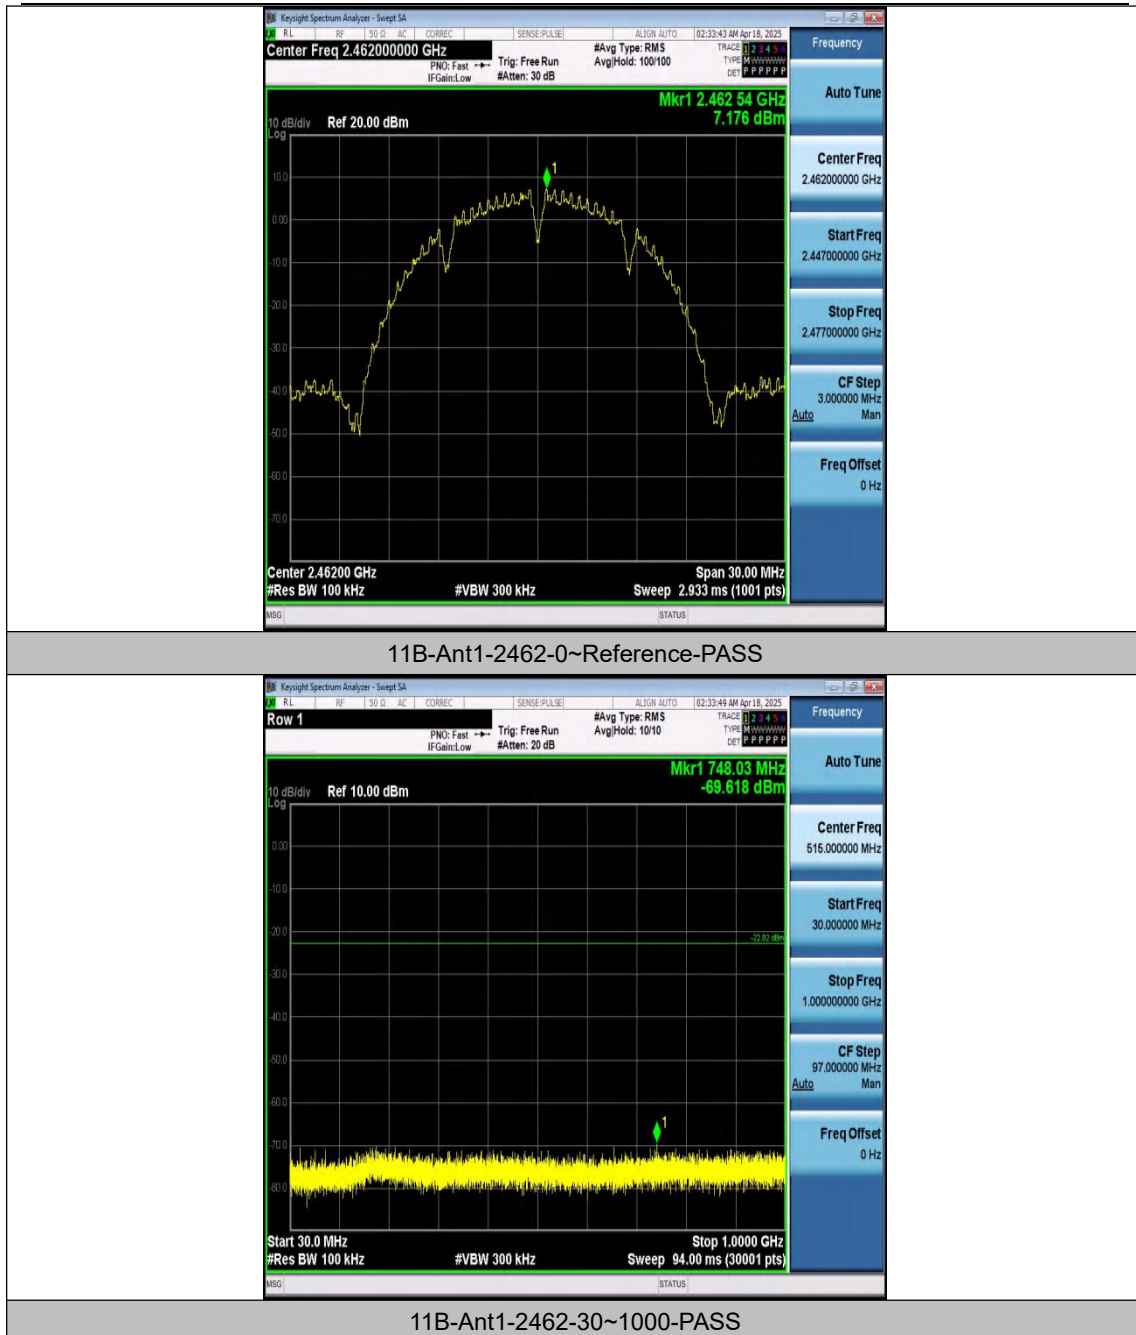 Keysight Spectrum Analyzer - Swept SA
RL RF 50 Ω AC CORREC SENSE:PULSE ALIGN AUTO 02:33:43 AM Apr 18, 2025
Center Freq 2.462000000 GHz
PNO: Fast
IFGain:Low
Trig: Free Run
#Atten: 30 dB
#Avg Type: RMS
Avg|Hold: 100/100
TRACE 1 2 3 4 5 6
TYPE M WWWWW
DET P P P P P P
Frequency
Mkr1 2.462 54 GHz
7.176 dBm
10 dB/div Ref 20.00 dBm
Log
10.0
0.00
-10.0
-20.0
-30.0
-40.0
-50.0
-60.0
-70.0
1
Center 2.46200 GHz
Span 30.00 MHz
#Res BW 100 kHz
#VBW 300 kHz
Sweep 2.933 ms (1001 pts)
Auto Tune
Center Freq
2.462000000 GHz
Start Freq
2.447000000 GHz
Stop Freq
2.477000000 GHz
CF Step
3.000000 MHz
Auto Man
Freq Offset
0 Hz
MSG STATUS
11B-Ant1-2462-0~Reference-PASS
Keysight Spectrum Analyzer - Swept SA
RL RF 50 Ω AC CORREC SENSE:PULSE ALIGN AUTO 02:33:49 AM Apr 18, 2025
Row 1
PNO: Fast
IFGain:Low
Trig: Free Run
#Atten: 20 dB
#Avg Type: RMS
Avg|Hold: 10/10
TRACE 1 2 3 4 5 6
TYPE M WWWWW
DET P P P P P P
Frequency
Mkr1 748.03 MHz
-69.618 dBm
10 dB/div Ref 10.00 dBm
Log
0.00
-10.0
-20.0
-30.0
-40.0
-50.0
-60.0
-70.0
-80.0
-22.82 dBm
1
Start 30.0 MHz
Stop 1.0000 GHz
#Res BW 100 kHz
#VBW 300 kHz
Sweep 94.00 ms (30001 pts)
Auto Tune
Center Freq
515.000000 MHz
Start Freq
30.000000 MHz
Stop Freq
1.000000000 GHz
CF Step
97.000000 MHz
Auto Man
Freq Offset
0 Hz
MSG STATUS
11B-Ant1-2462-30~1000-PASS